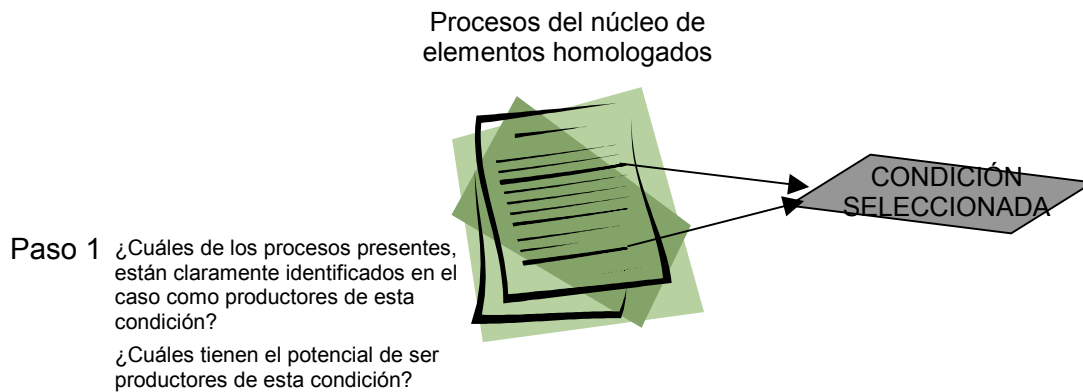 Procesos del núcleo de
elementos homologados
CONDICIÓN
SELECCIONADA
Paso 1
¿Cuáles de los procesos presentes,
están claramente identificados en el
caso como productores de esta
condición?
¿Cuáles tienen el potencial de ser
productores de esta condición?